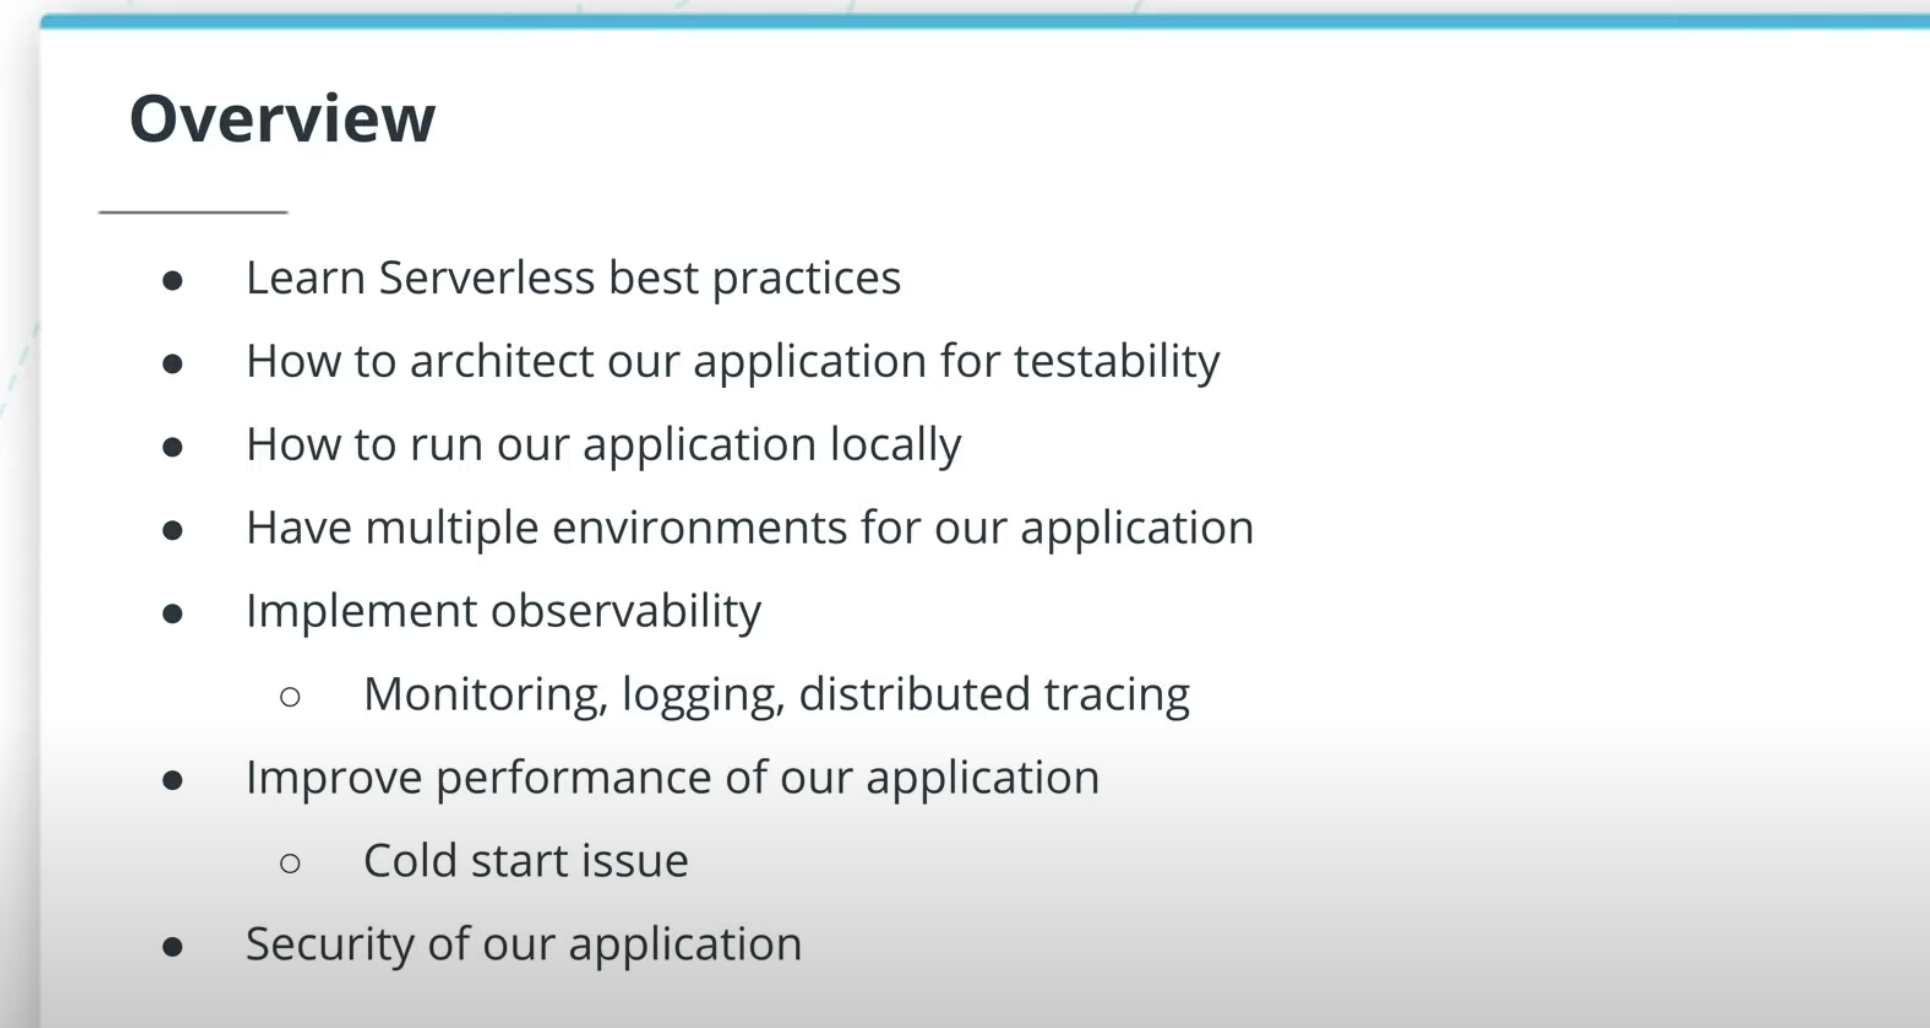 Overview
● Learn Serverless best practices
● How to architect our application for testability
● How to run our application locally
● Have multiple environments for our application
● Implement observability
○ Monitoring, logging, distributed tracing
● Improve performance of our application
○ Cold start issue
● Security of our application